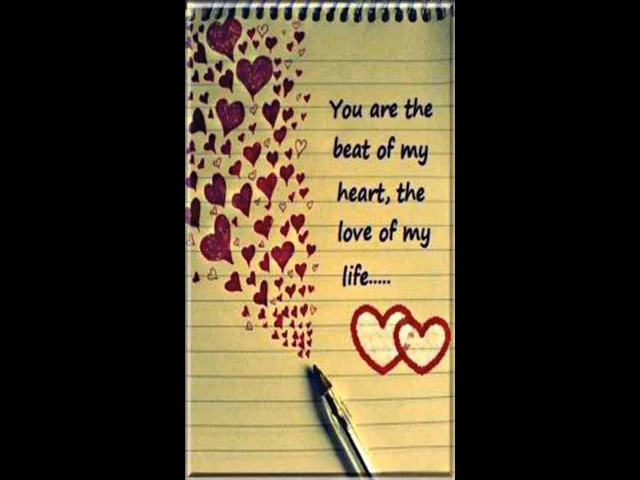 You are the
beat of my
heart, the
love of my
life.....